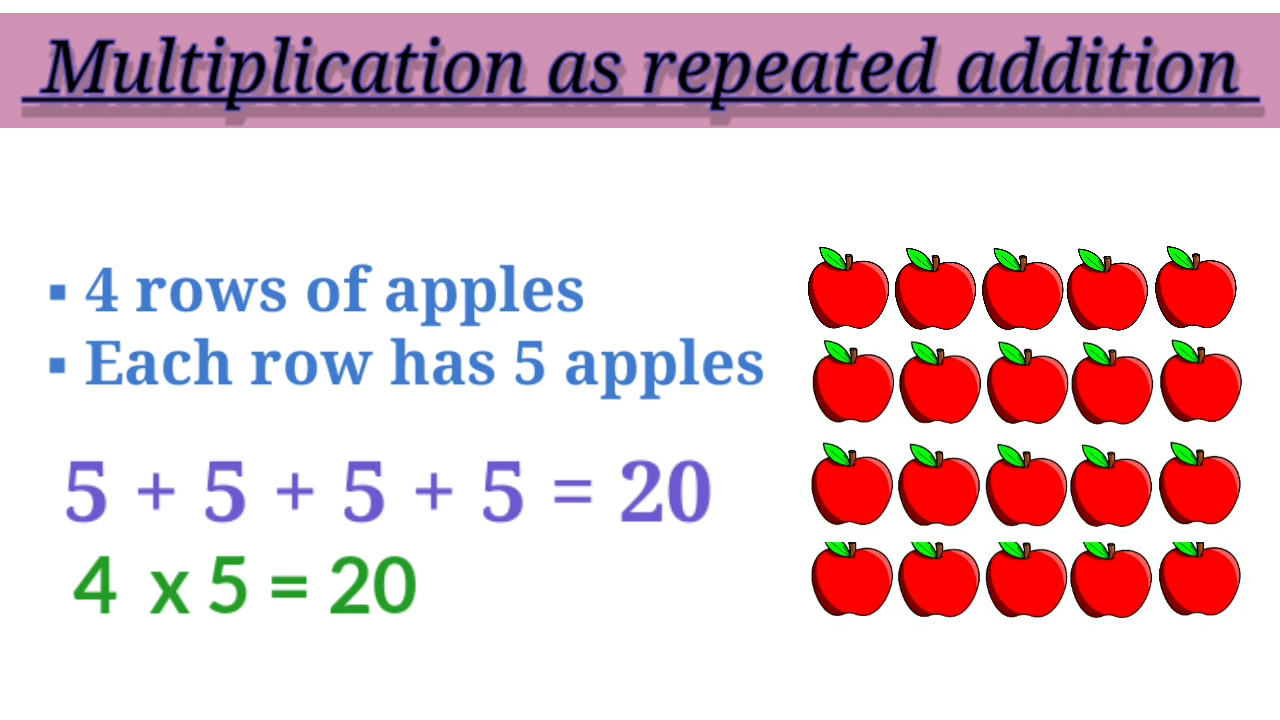 Multiplication as repeated addition
▪ 4 rows of apples
▪ Each row has 5 apples
5 + 5 + 5 + 5 = 20
4 x 5 = 20